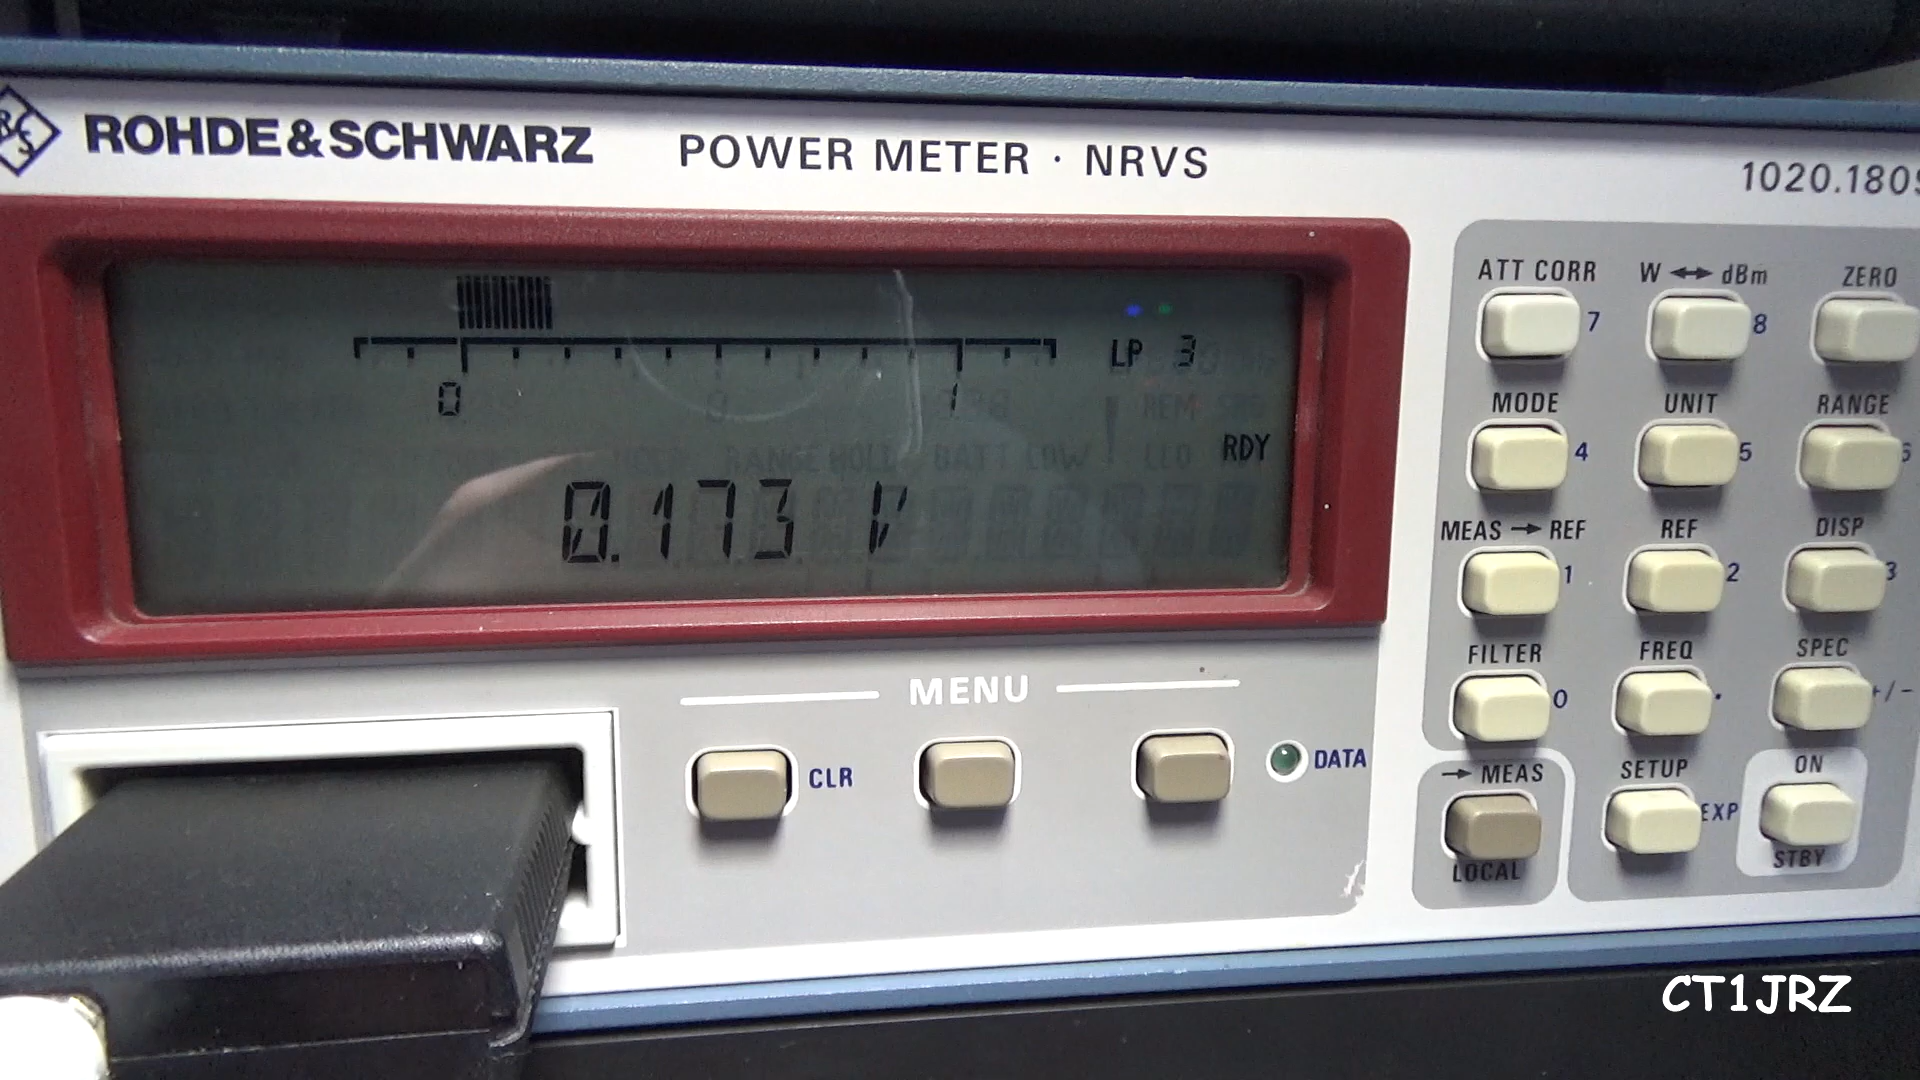 RCS
ROHDE&SCHWARZ POWER METER · NRVS 1020.180
LP 3
0 1
RDY
0.173 V
ATT CORR W ↔ dBm ZERO
7 8
MODE UNIT RANGE
4 5 6
MEAS → REF REF DISP
1 2 3
FILTER FREQ SPEC
0 . +/-
MENU
CLR DATA
→ MEAS SETUP ON
EXP
LOCAL STBY
CT1JRZ